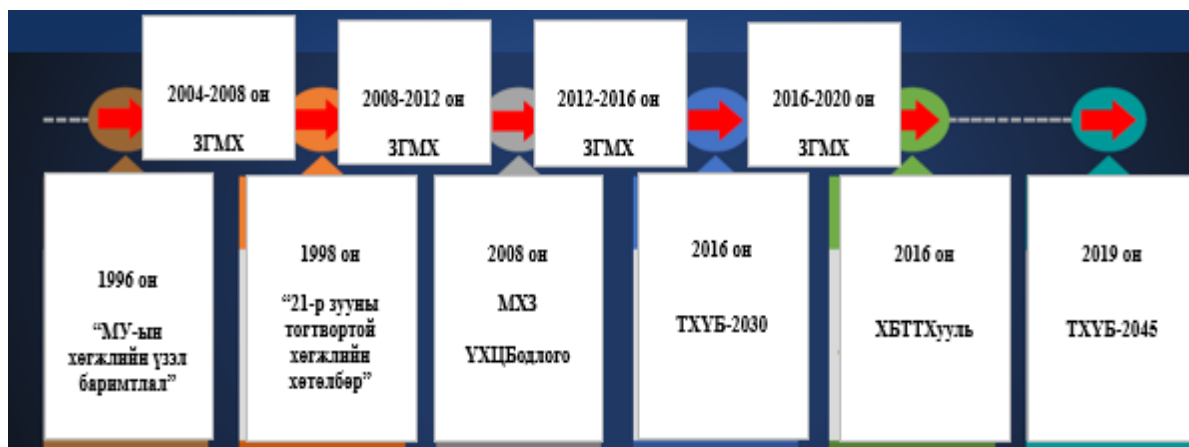 2004-2008 он
ЗГМХ
2008-2012 он
ЗГМХ
2012-2016 он
ЗГМХ
2016-2020 он
ЗГМХ
1996 он
“МУ-ын
хөгжлийн үзэл
баримтлал”
1998 он
“21-р зууны
тогтвортой
хөгжлийн
хөтөлбөр”
2008 он
МХЗ
ҮХЦБодлого
2016 он
ТХҮБ-2030
2016 он
ХБТТХууль
2019 он
ТХҮБ-2045